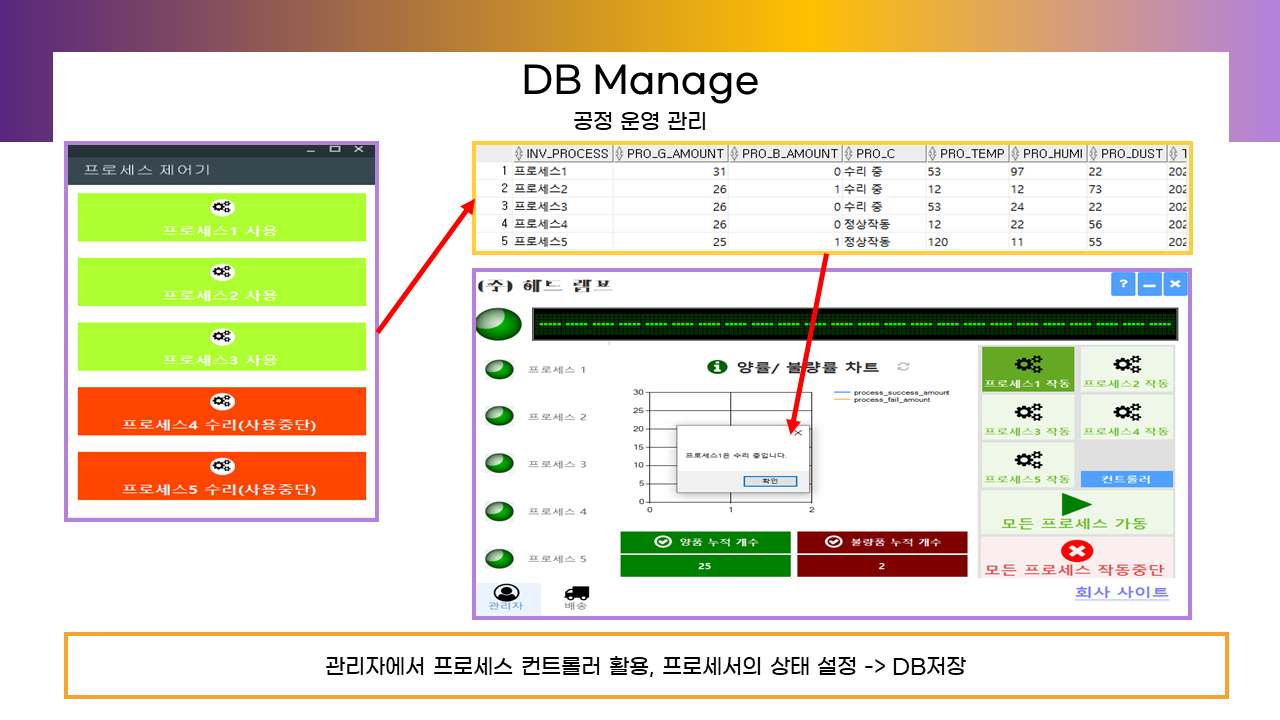 DB Manage
공정 운영 관리
프로세스 제어기
프로세스1 사용
프로세스2 사용
프로세스3 사용
프로세스4 수리(사용중단)
프로세스5 수리(사용중단)
INV_PROCESS PRO_G_AMOUNT PRO_B_AMOUNT PRO_C PRO_TEMP PRO_HUMI PRO_DUST T
1 프로세스1 31 0 수리 중 53 97 22 202
2 프로세스2 26 1 수리 중 12 12 73 202
3 프로세스3 26 0 수리 중 53 24 22 202
4 프로세스4 26 0 정상작동 12 22 56 202
5 프로세스5 25 1 정상작동 120 11 55 202
(주) 헤드 램프
?
프로세스 1
프로세스 2
프로세스 3
프로세스 4
프로세스 5
양률/ 불량률 차트
process_success_amount
process_fail_amount
30
25
20
15
10
5
0
0 1 2
프로세스1은 수리 중입니다.
확인
양품 누적 개수
25
불량품 누적 개수
2
프로세스1 작동 프로세스2 작동
프로세스3 작동 프로세스4 작동
프로세스5 작동 컨트롤러
모든 프로세스 가동
모든 프로세스 작동중단
관리자 배송
회사 사이트
관리자에서 프로세스 컨트롤러 활용, 프로세서의 상태 설정 -> DB저장